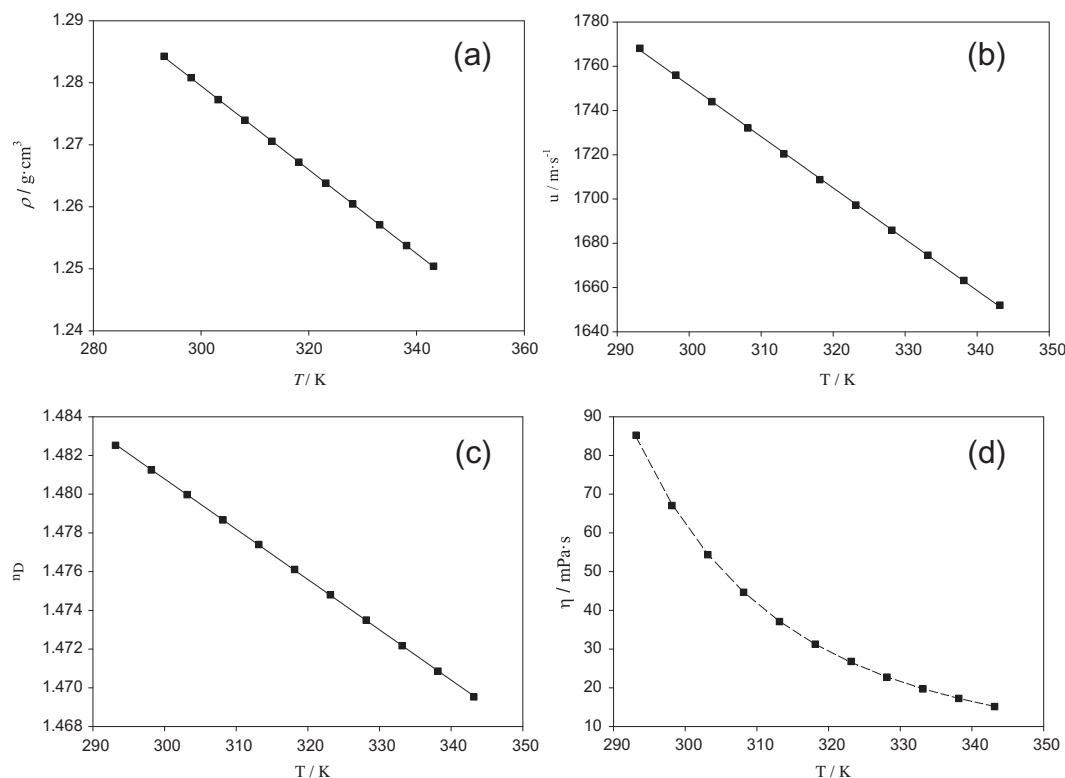 (a)
1.29
1.28
1.27
1.26
1.25
1.24
ρ / g·cm³
280 300 320 340 360
T / K
(b)
1780
1760
1740
1720
1700
1680
1660
1640
u / m·s⁻¹
290 300 310 320 330 340 350
T / K
(c)
1.484
1.482
1.480
1.478
1.476
1.474
1.472
1.470
1.468
nD
290 300 310 320 330 340 350
T / K
(d)
90
80
70
60
50
40
30
20
10
η / mPa·s
290 300 310 320 330 340 350
T / K